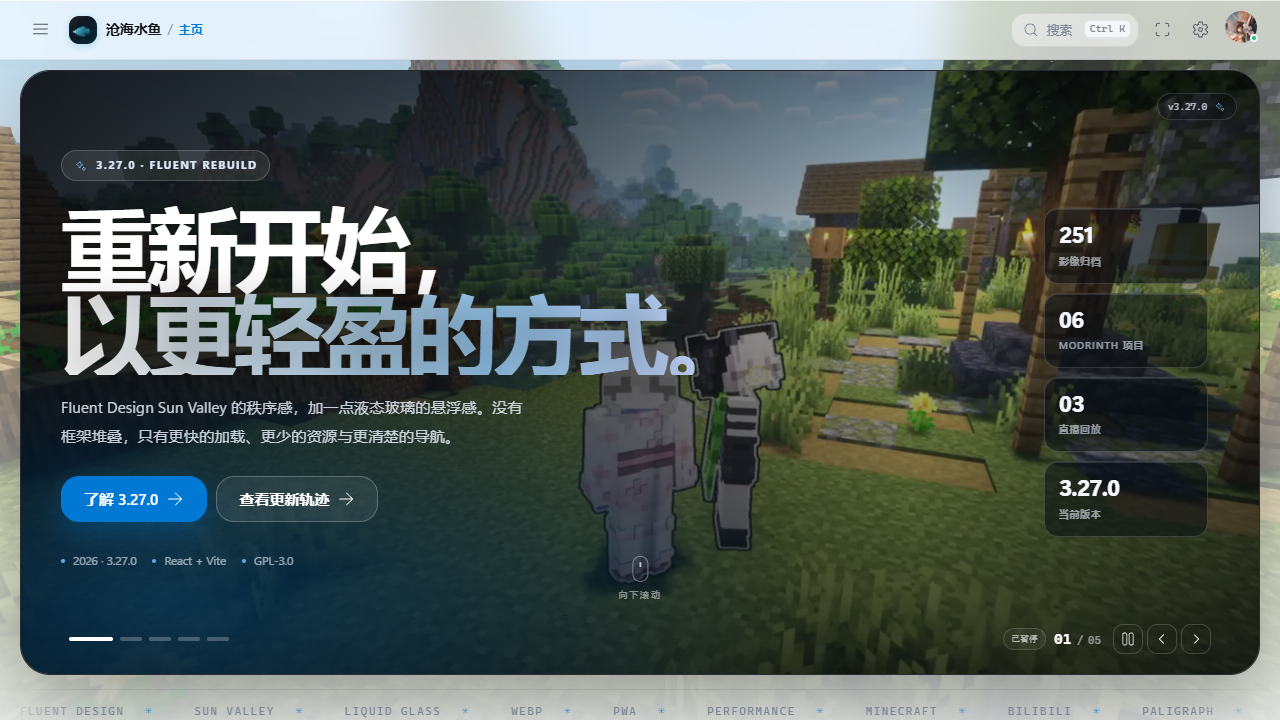 沧海水鱼 / 主页
搜索 Ctrl K
v3.27.0
3.27.0 · FLUENT REBUILD
重新开始,
以更轻盈的方式。
Fluent Design Sun Valley 的秩序感，加一点液态玻璃的悬浮感。没有
框架堆叠，只有更快的加载、更少的资源与更清楚的导航。
了解 3.27.0
查看更新轨迹
2026 · 3.27.0
React + Vite
GPL-3.0
251
影像归档
06
MODRINTH 项目
03
直播回放
3.27.0
当前版本
向下滚动
已暂停 01 / 05
FLUENT DESIGN * SUN VALLEY * LIQUID GLASS * WEBP * PWA * PERFORMANCE * MINECRAFT * BILIBILI * PALIGRAPH *